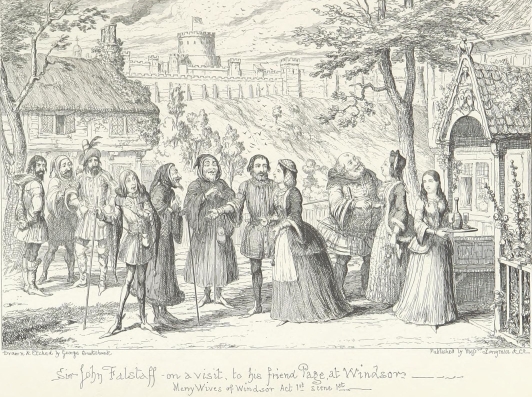 Drawn & Etched by George Cruikshank
Published by Longman & Co.
Sir John Falstaff - on a visit, to his friend Page, at Windsor
Merry Wives of Windsor Act 1st Scene 1st